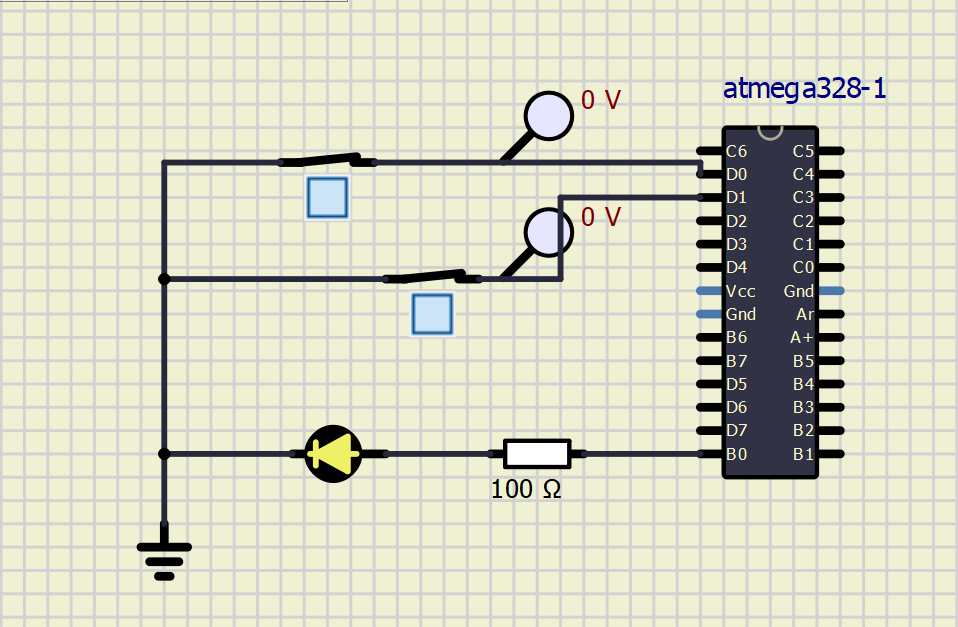 0 V
atmega328-1
0 V
100 Ω
C6 C5
D0 C4
D1 C3
D2 C2
D3 C1
D4 C0
Vcc Gnd
Gnd Ar
B6 A+
B7 B5
D5 B4
D6 B3
D7 B2
B0 B1